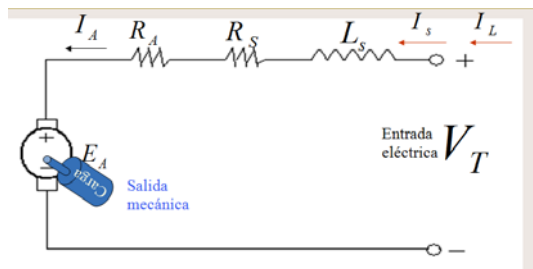 I_A
R_A
R_S
L_s
I_s
I_L
+
Entrada
eléctrica
V_T
+
E_A
Carga
Salida
mecánica
−